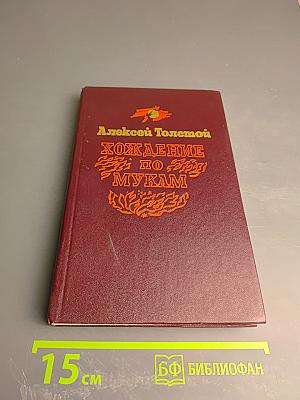 Алексей Толстой
ХОЖДЕНИЕ
ПО
МУКАМ
15 см
БФ БИБЛИОФАН